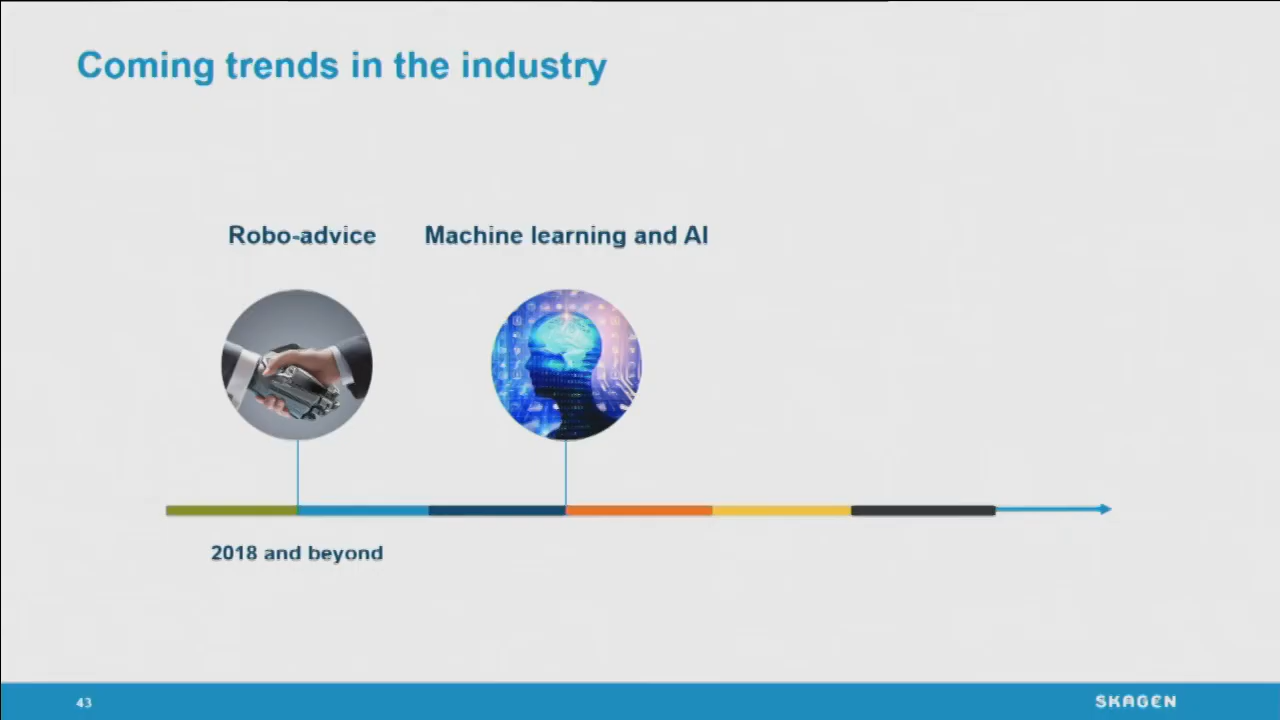 Coming trends in the industry
Robo-advice
Machine learning and AI
2018 and beyond
43
SKAGEN